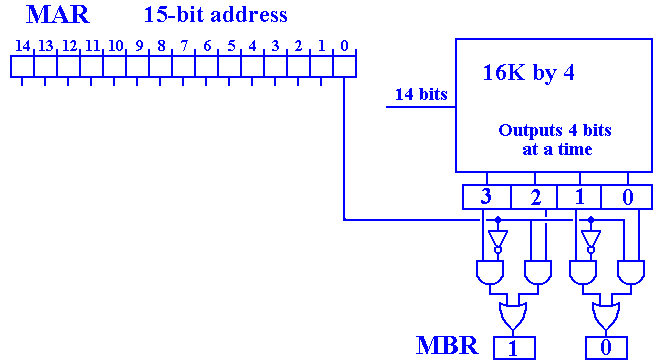 MAR 15-bit address
14 13 12 11 10 9 8 7 6 5 4 3 2 1 0
16K by 4
14 bits
Outputs 4 bits
at a time
3 2 1 0
MBR 1 0